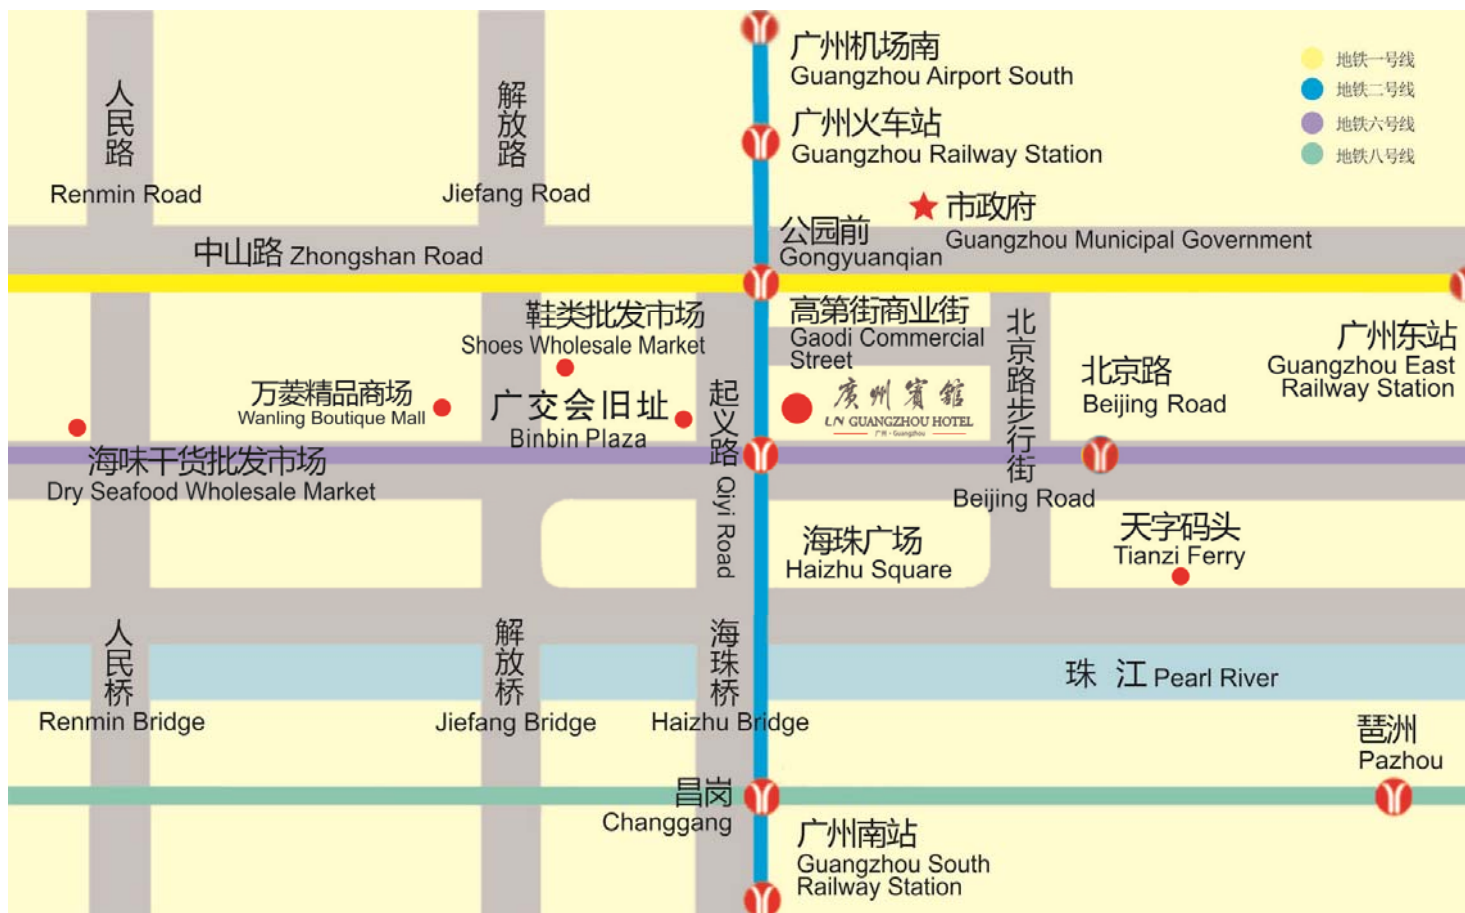 广州机场南
Guangzhou Airport South
地铁一号线
地铁二号线
地铁六号线
地铁八号线
人民路
Renmin Road
解放路
Jiefang Road
广州火车站
Guangzhou Railway Station
市政府
Guangzhou Municipal Government
中山路 Zhongshan Road
公园前
Gongyuanqian
鞋类批发市场
Shoes Wholesale Market
高第街商业街
Gaodi Commercial
Street
北京路步行街
Beijing Road
广州东站
Guangzhou East
Railway Station
北京路
Beijing Road
万菱精品商场
Wanling Boutique Mall
广交会旧址
Binbin Plaza
起义路 Qiyi Road
廣州賓館
LN GUANGZHOU HOTEL
广州·Guangzhou
海味干货批发市场
Dry Seafood Wholesale Market
海珠广场
Haizhu Square
天字码头
Tianzi Ferry
人民桥
Renmin Bridge
解放桥
Jiefang Bridge
海珠桥
Haizhu Bridge
珠 江 Pearl River
琶洲
Pazhou
昌岗
Changgang
广州南站
Guangzhou South
Railway Station